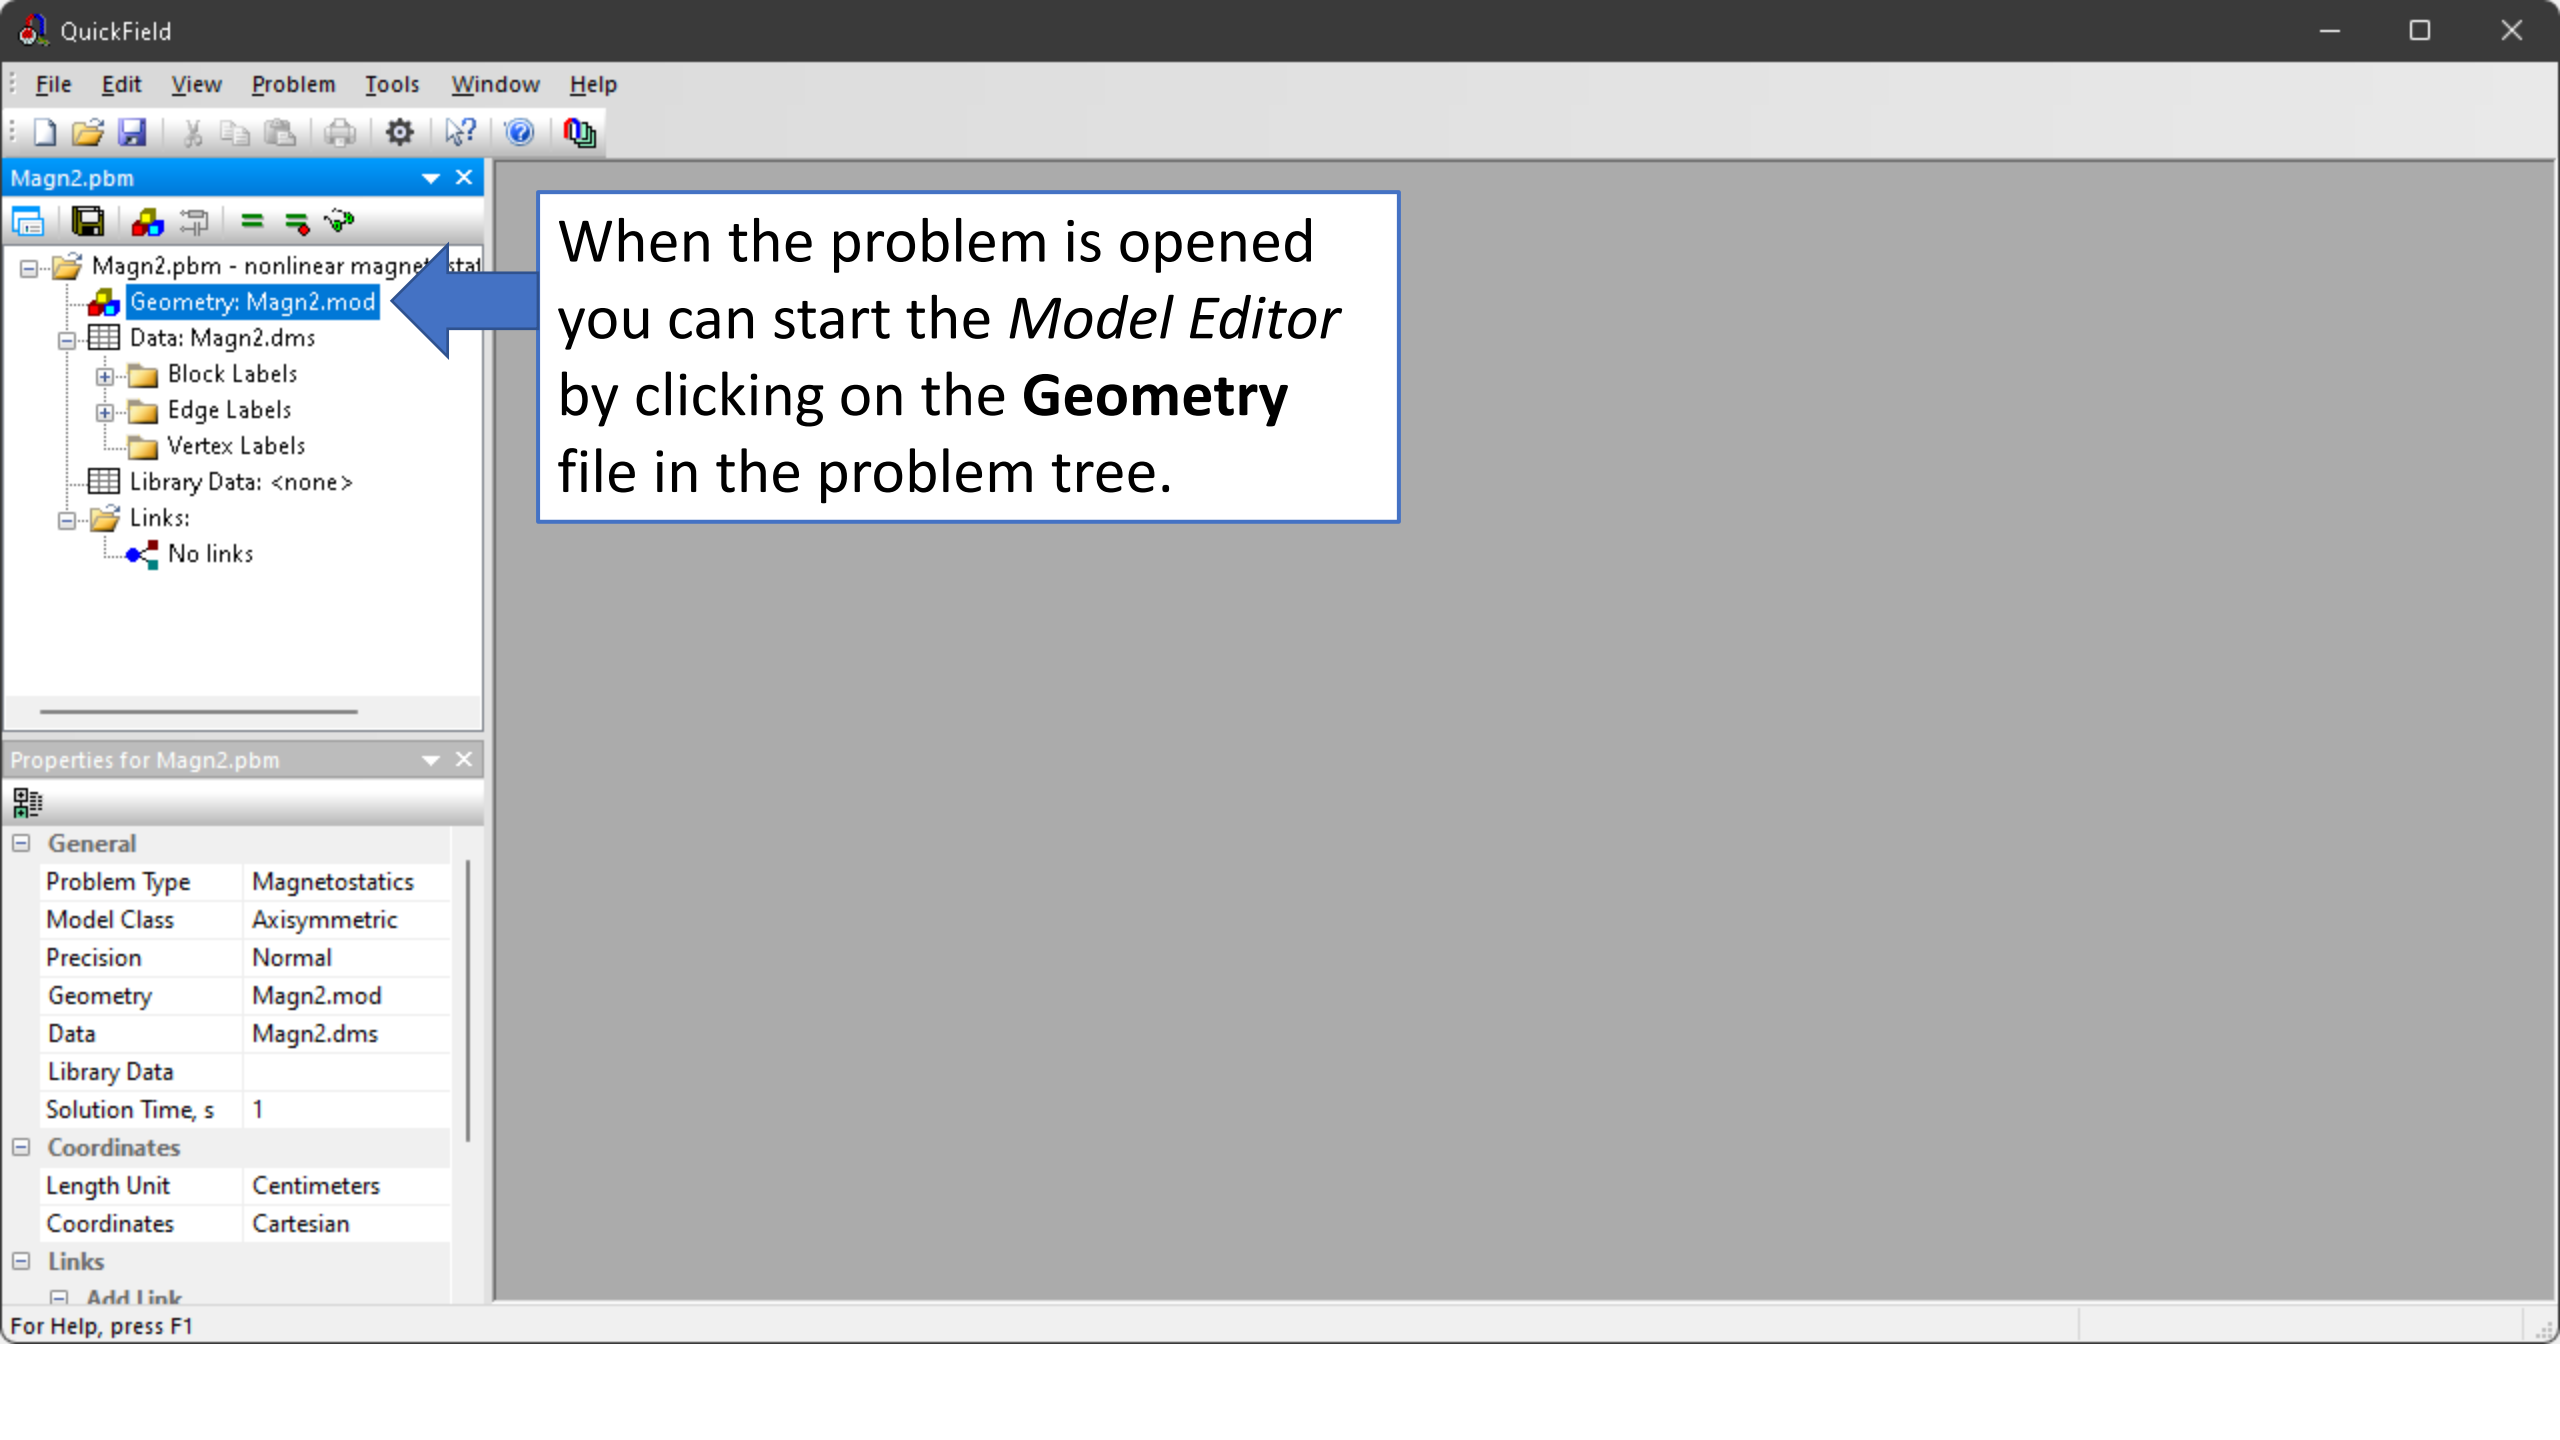 QuickField
File Edit View Problem Tools Window Help
Magn2.pbm
Magn2.pbm - nonlinear
Geometry: Magn2.mod
Data: Magn2.dms
Block Labels
Edge Labels
Vertex Labels
Library Data: <none>
Links:
No links
When the problem is opened
you can start the Model Editor
by clicking on the Geometry
file in the problem tree.
Properties for Magn2.pbm
General
Problem Type Magnetostatics
Model Class Axisymmetric
Precision Normal
Geometry Magn2.mod
Data Magn2.dms
Library Data
Solution Time, s 1
Coordinates
Length Unit Centimeters
Coordinates Cartesian
Links
Add Link
For Help, press F1